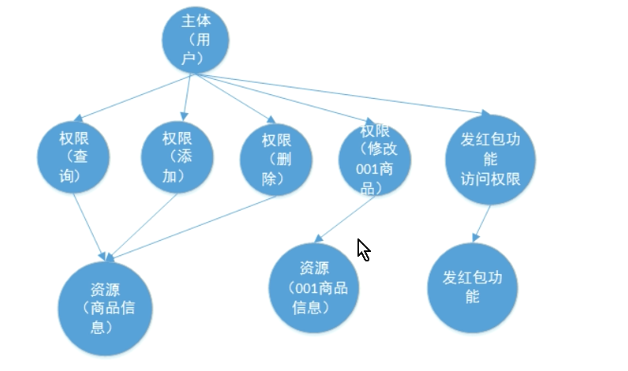 主体
（用
户）
权限
（查
询）
权限
（添
加）
权限
（删
除）
权限
（修改
001商
品）
发红包功
能
访问权限
资源
（商品信
息）
资源
（001商品
信息）
发红包功
能